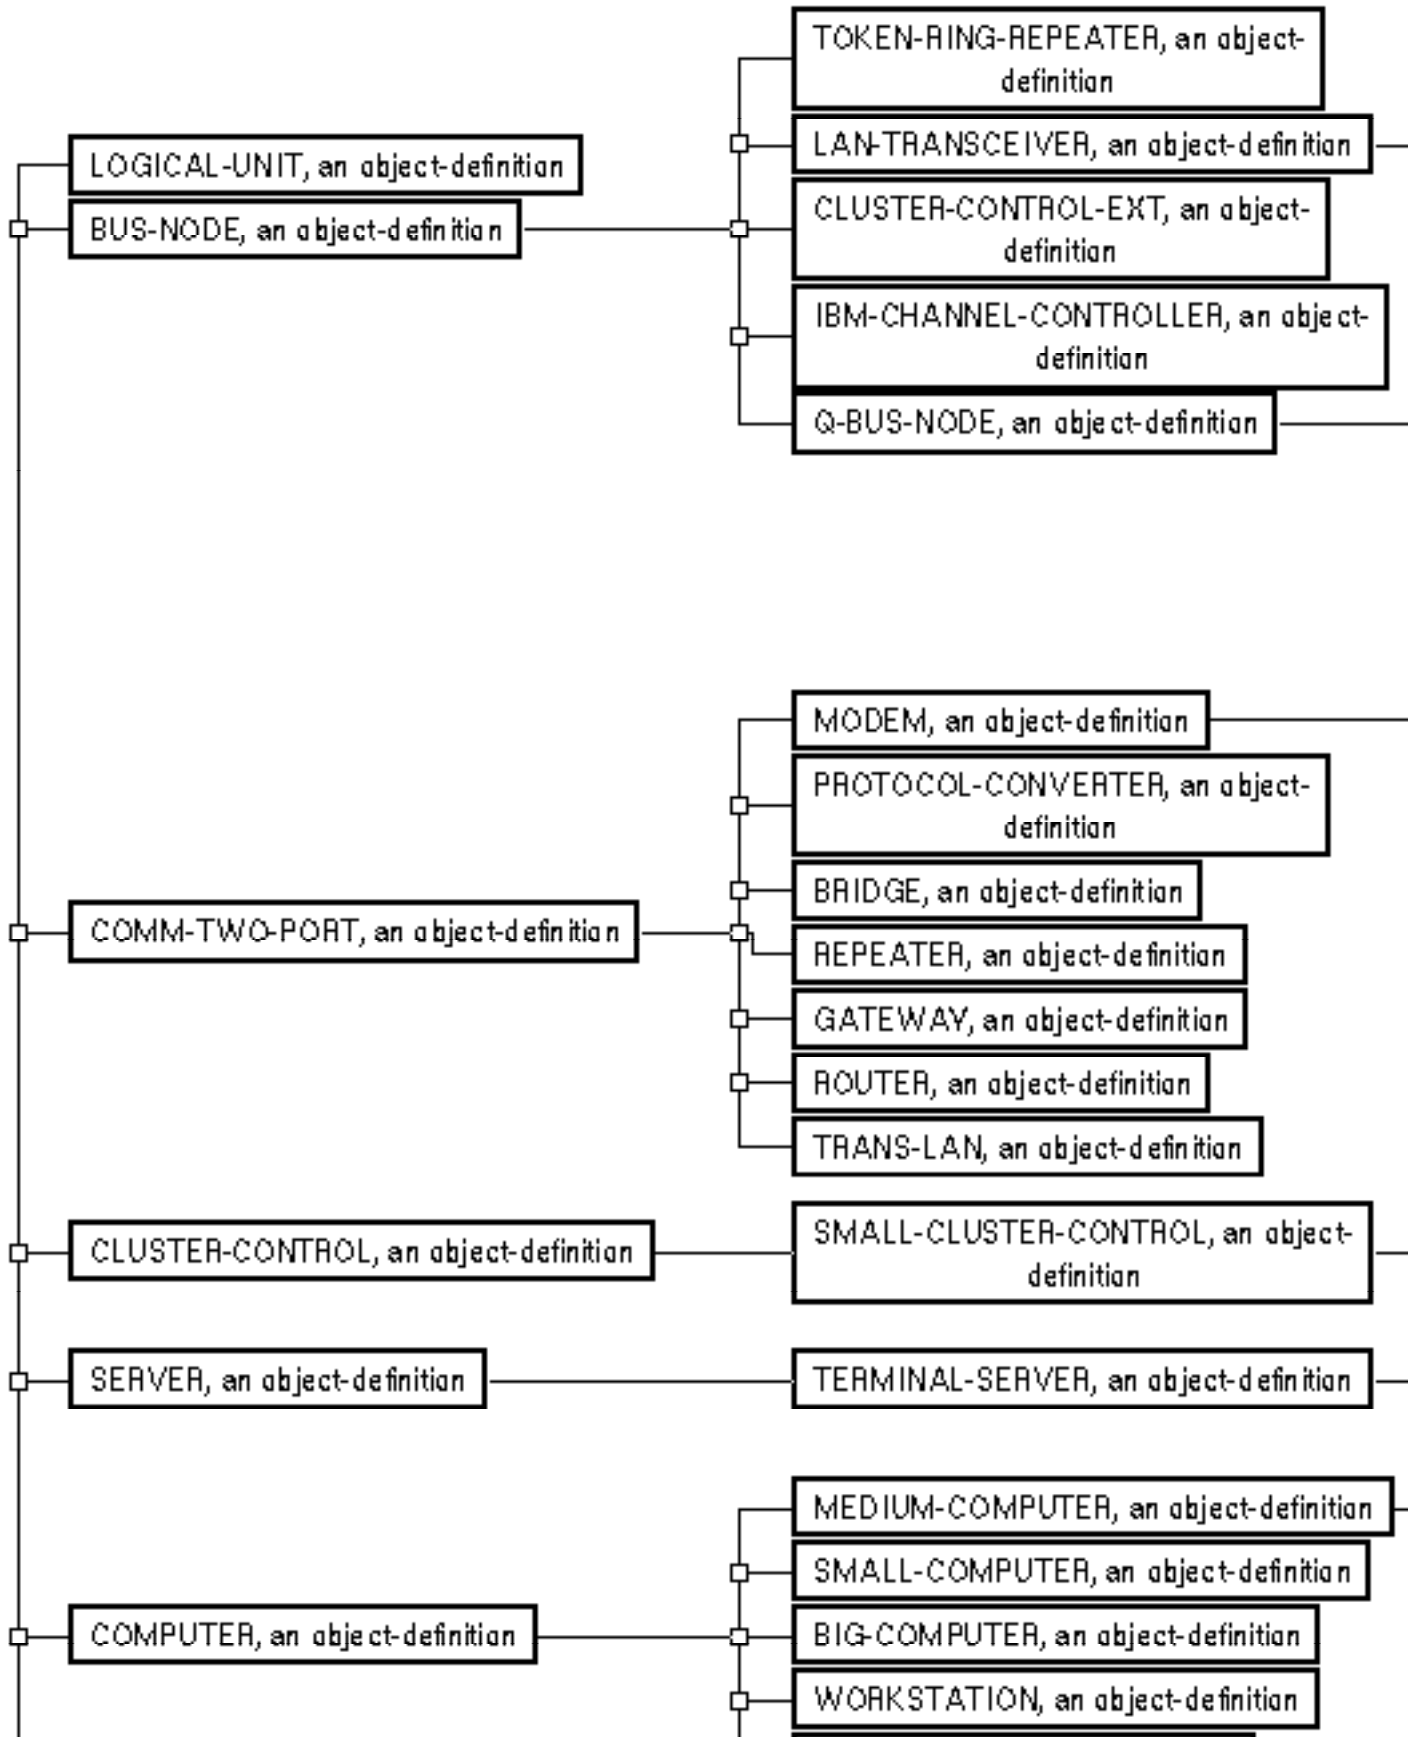 TOKEN-RING-REPEATER, an object-
definition
LAN-TRANSCEIVER, an object-definition
LOGICAL-UNIT, an object-definition
CLUSTER-CONTROL-EXT, an object-
definition
BUS-NODE, an object-definition
IBM-CHANNEL-CONTROLLER, an object-
definition
Q-BUS-NODE, an object-definition
MODEM, an object-definition
PROTOCOL-CONVERTER, an object-
definition
BRIDGE, an object-definition
COMM-TWO-PORT, an object-definition
REPEATER, an object-definition
GATEWAY, an object-definition
ROUTER, an object-definition
TRANS-LAN, an object-definition
CLUSTER-CONTROL, an object-definition
SMALL-CLUSTER-CONTROL, an object-
definition
SERVER, an object-definition
TERMINAL-SERVER, an object-definition
MEDIUM-COMPUTER, an object-definition
SMALL-COMPUTER, an object-definition
COMPUTER, an object-definition
BIG-COMPUTER, an object-definition
WORKSTATION, an object-definition